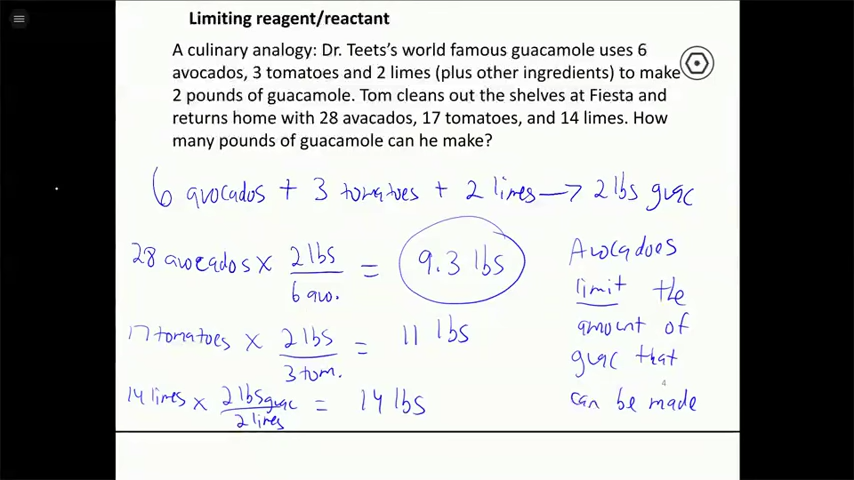 Limiting reagent/reactant
A culinary analogy: Dr. Teets's world famous guacamole uses 6
avocados, 3 tomatoes and 2 limes (plus other ingredients) to make
2 pounds of guacamole. Tom cleans out the shelves at Fiesta and
returns home with 28 avacados, 17 tomatoes, and 14 limes. How
many pounds of guacamole can he make?
6 avocados + 3 tomatoes + 2 limes → 2 lbs guac
28 avocados × 2 lbs / 6 avo. = 9.3 lbs
17 tomatoes × 2 lbs / 3 tom. = 11 lbs
14 limes × 2 lbs guac / 2 limes = 14 lbs
Avocadoes
limit the
amount of
guac that
can be made
4